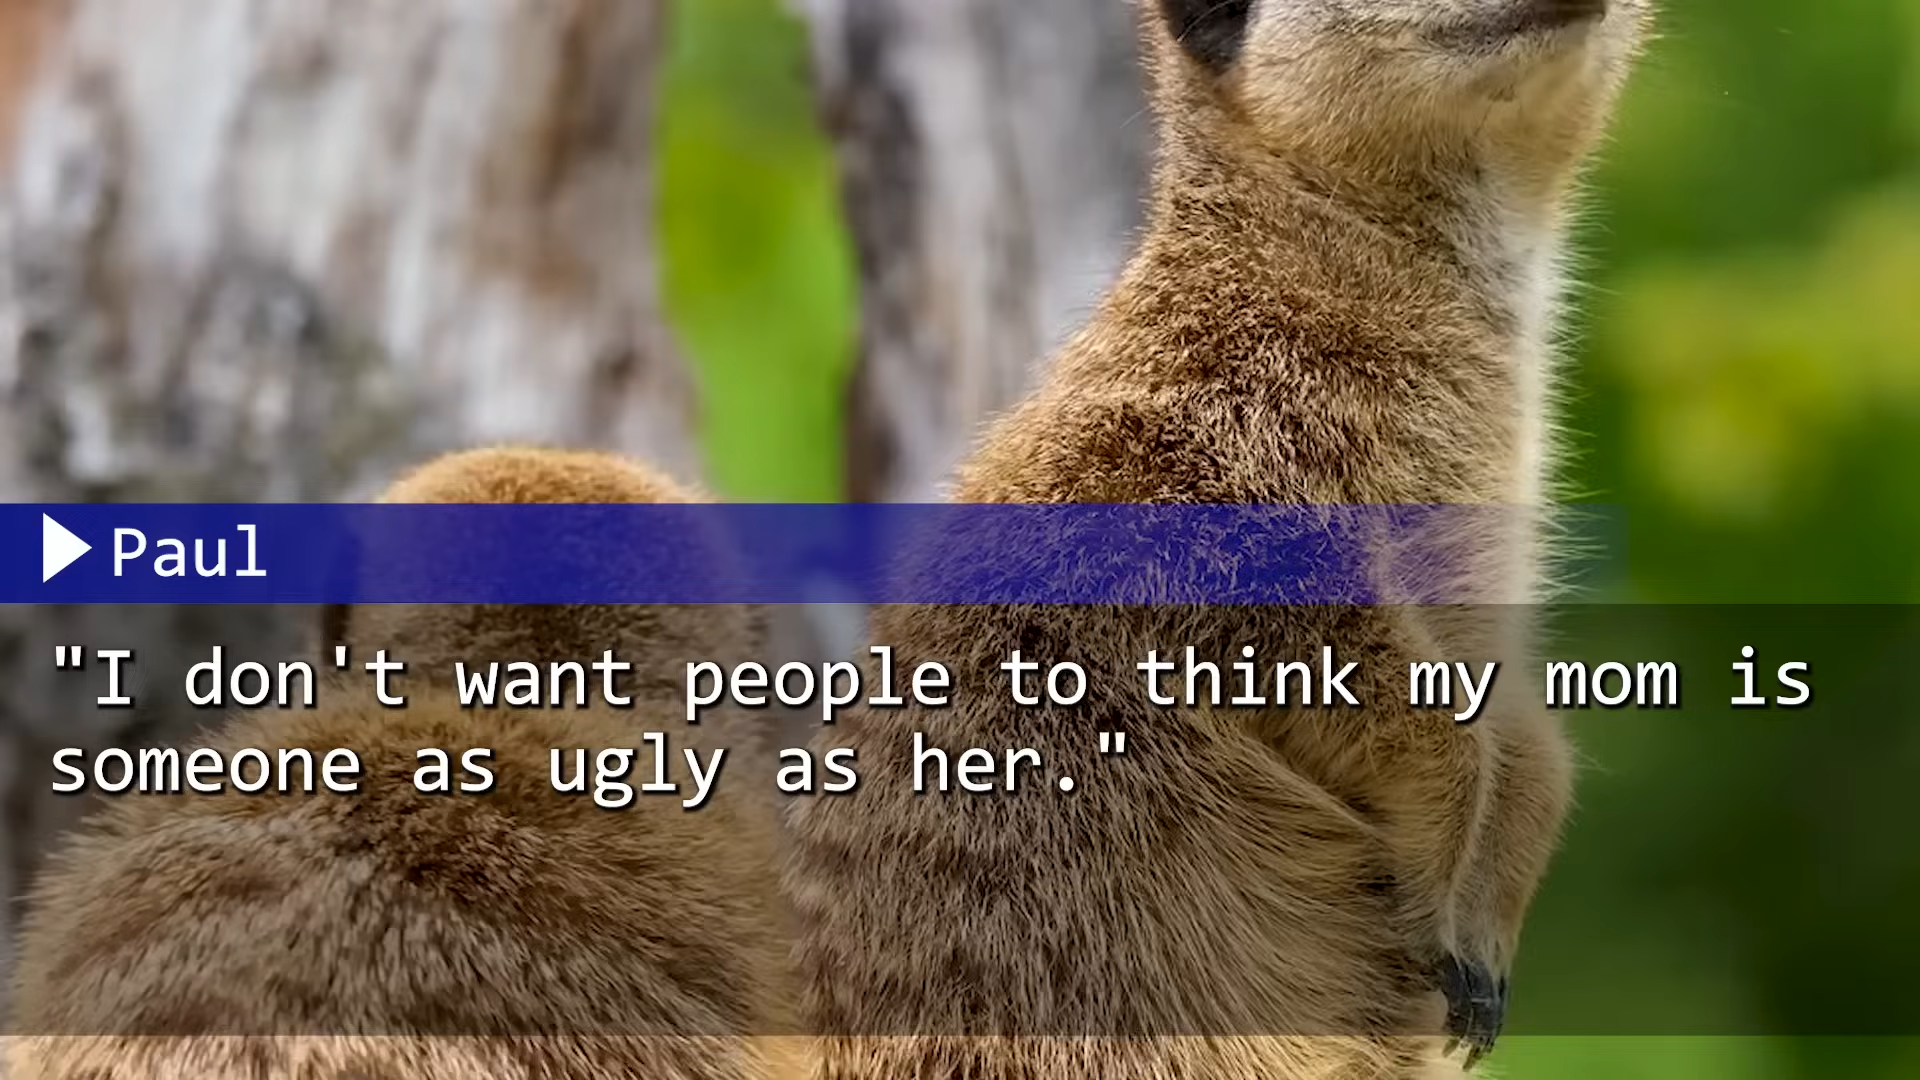 Paul
"I don't want people to think my mom is
someone as ugly as her."